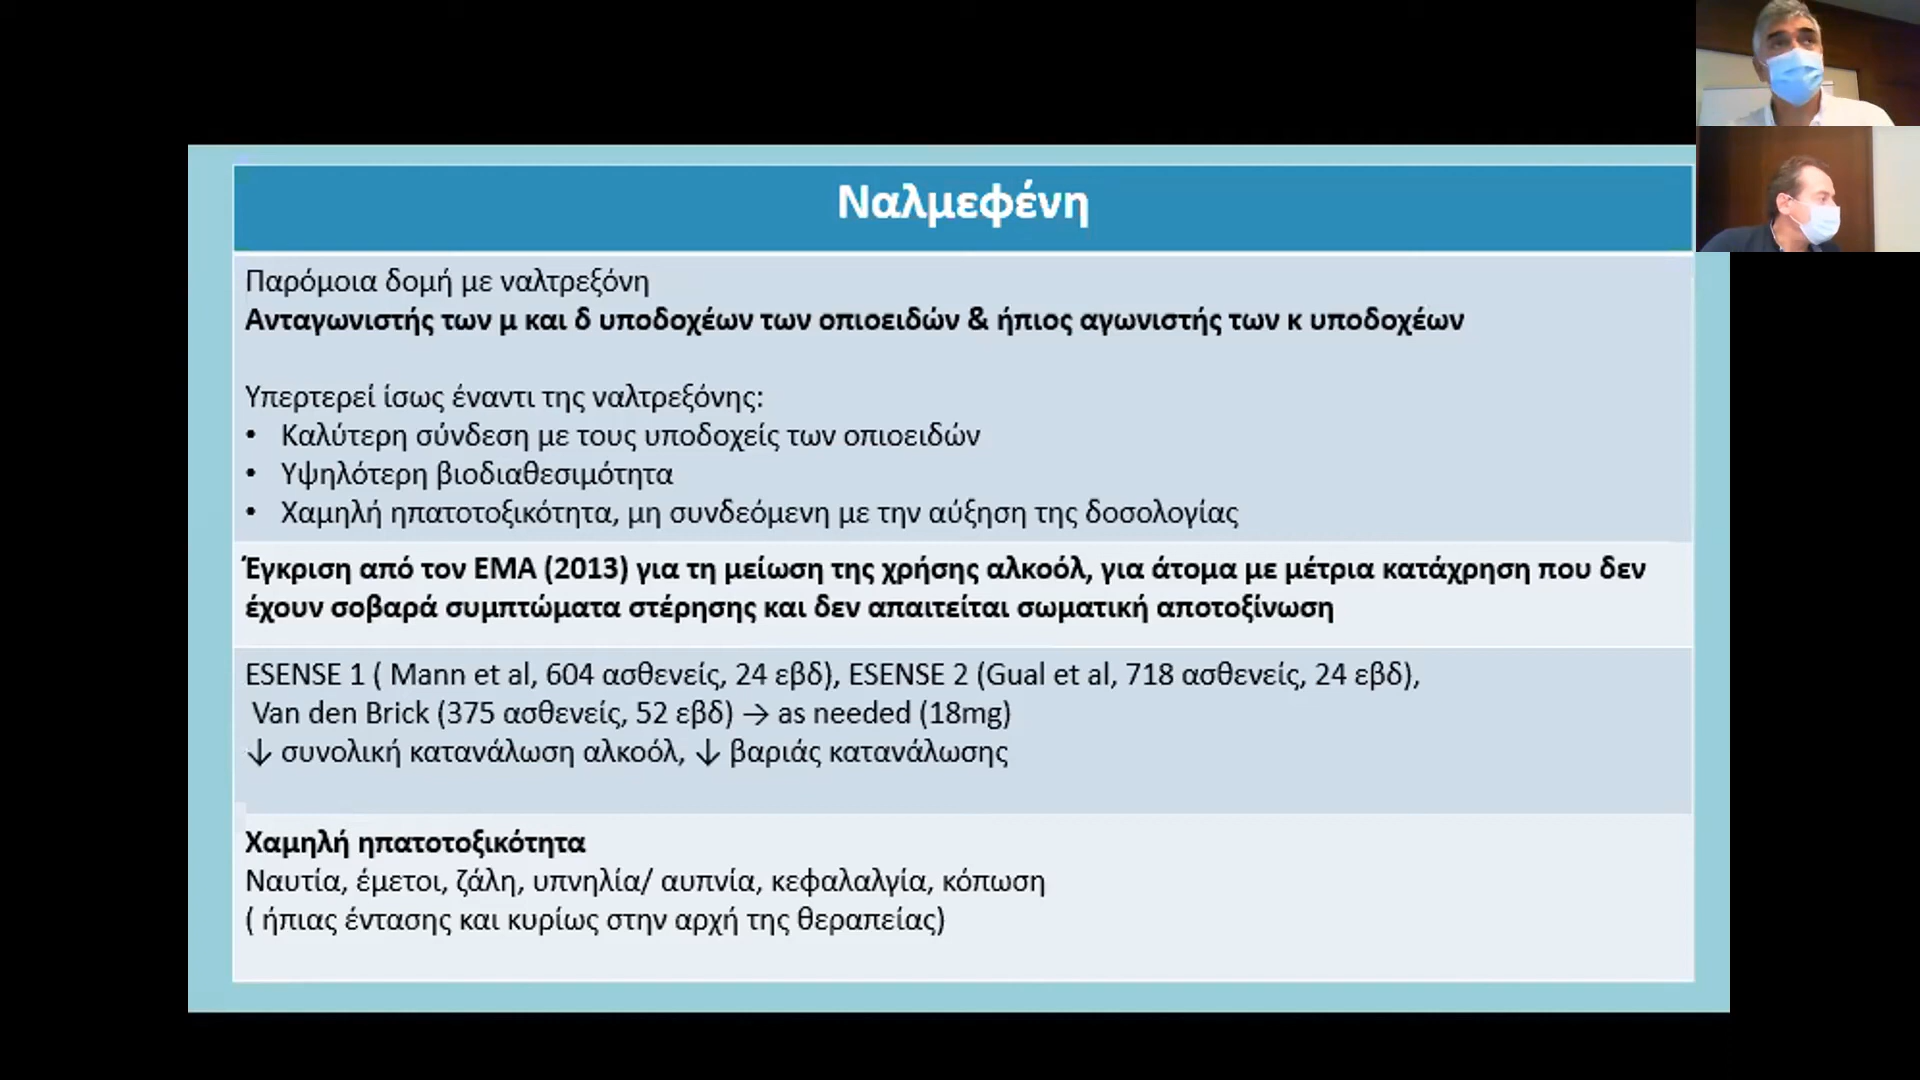 Ναλμεφένη
Παρόμοια δομή με ναλτρεξόνη
Ανταγωνιστής των μ και δ υποδοχέων των οπιοειδών & ήπιος αγωνιστής των κ υποδοχέων
Υπερτερεί ίσως έναντι της ναλτρεξόνης:
• Καλύτερη σύνδεση με τους υποδοχείς των οπιοειδών
• Υψηλότερη βιοδιαθεσιμότητα
• Χαμηλή ηπατοτοξικότητα, μη συνδεόμενη με την αύξηση της δοσολογίας
Έγκριση από τον EMA (2013) για τη μείωση της χρήσης αλκοόλ, για άτομα με μέτρια κατάχρηση που δεν
έχουν σοβαρά συμπτώματα στέρησης και δεν απαιτείται σωματική αποτοξίνωση
ESENSE 1 ( Mann et al, 604 ασθενείς, 24 εβδ), ESENSE 2 (Gual et al, 718 ασθενείς, 24 εβδ),
Van den Brick (375 ασθενείς, 52 εβδ) → as needed (18mg)
↓ συνολική κατανάλωση αλκοόλ, ↓ βαριάς κατανάλωσης
Χαμηλή ηπατοτοξικότητα
Ναυτία, έμετοι, ζάλη, υπνηλία/ αυπνία, κεφαλαλγία, κόπωση
( ήπιας έντασης και κυρίως στην αρχή της θεραπείας)